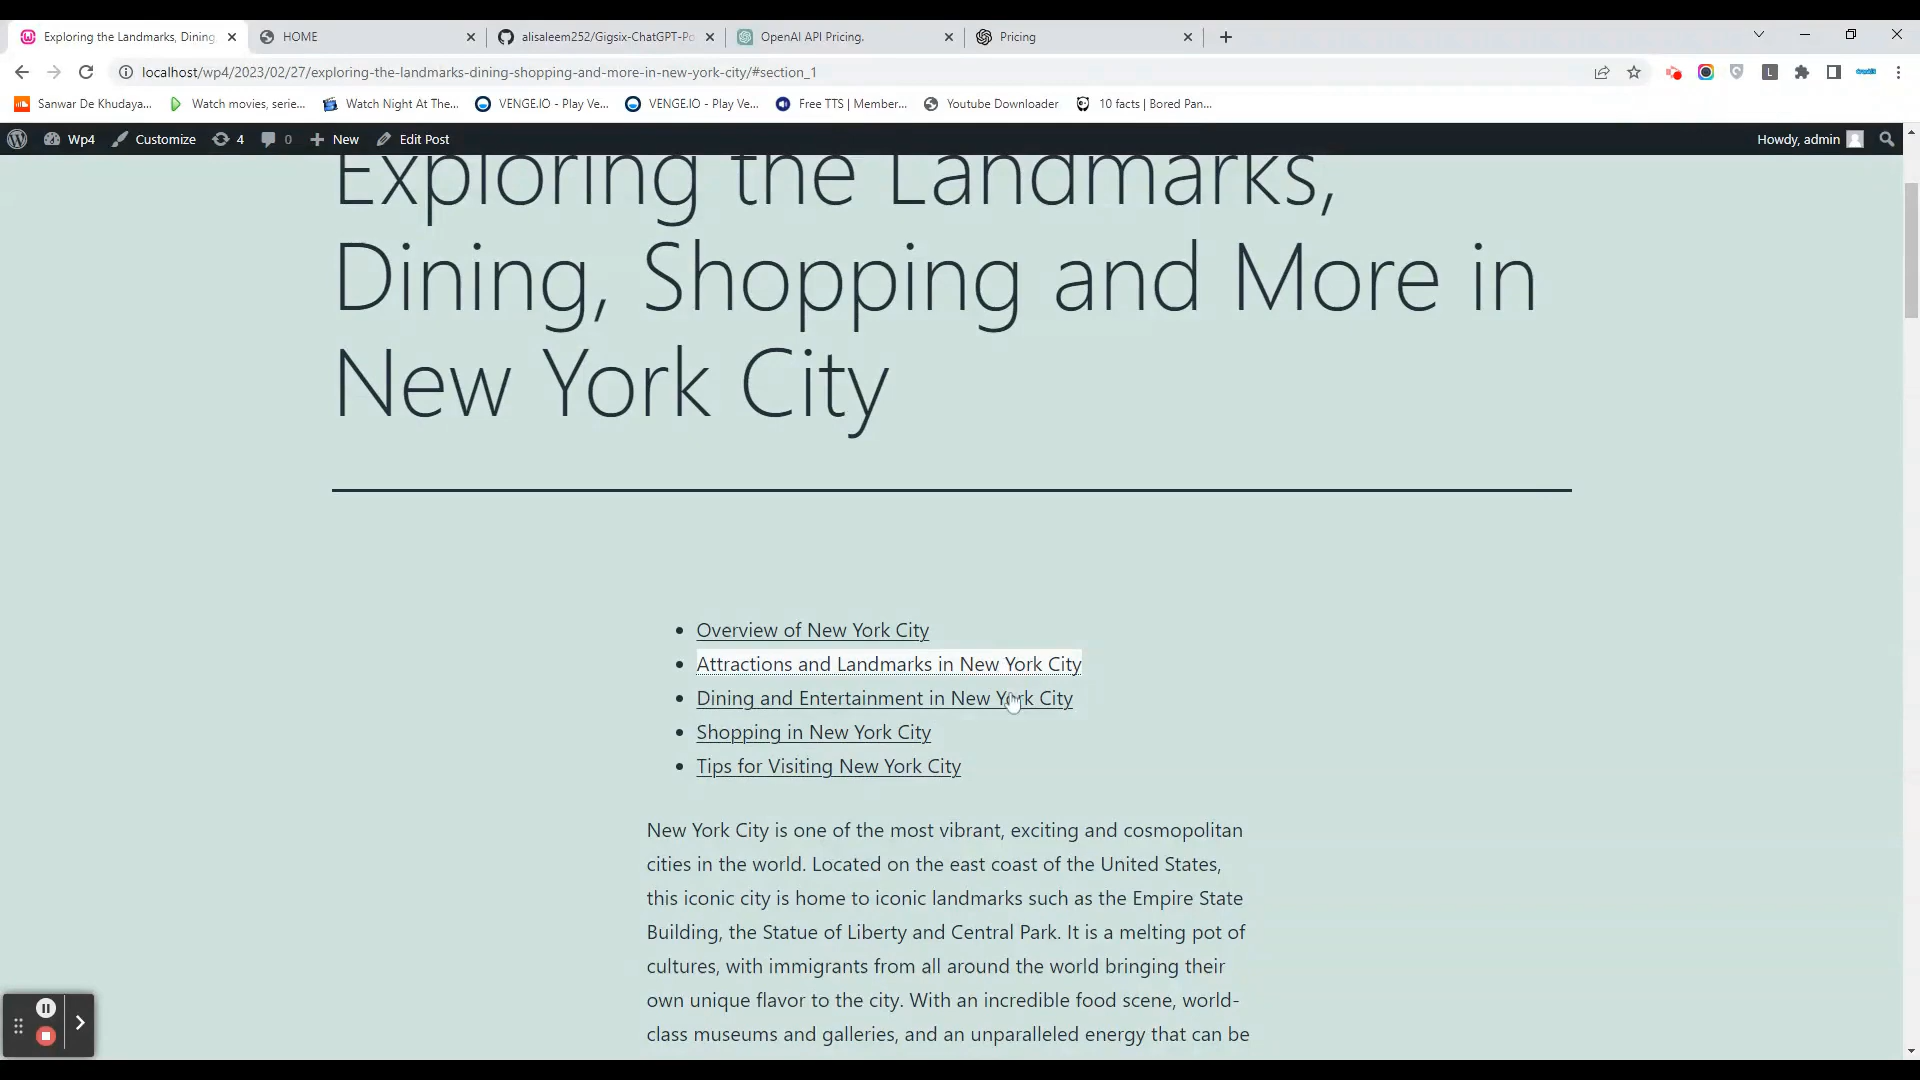 Exploring the Landmarks, Dining,
HOME
alisaleem252/Gigsix-ChatGPT-Po
OpenAI API Pricing.
Pricing
localhost/wp4/2023/02/27/exploring-the-landmarks-dining-shopping-and-more-in-new-york-city/#section_1
Sanwar De Khudaya...
Watch movies, serie...
Watch Night At The...
VENGE.IO - Play Ve...
VENGE.IO - Play Ve...
Free TTS | Member...
Youtube Downloader
10 facts | Bored Pan...
Wp4
Customize
4
0
New
Edit Post
Howdy, admin
Exploring the Landmarks,
Dining, Shopping and More in
New York City
Overview of New York City
Attractions and Landmarks in New York City
Dining and Entertainment in New York City
Shopping in New York City
Tips for Visiting New York City
New York City is one of the most vibrant, exciting and cosmopolitan
cities in the world. Located on the east coast of the United States,
this iconic city is home to iconic landmarks such as the Empire State
Building, the Statue of Liberty and Central Park. It is a melting pot of
cultures, with immigrants from all around the world bringing their
own unique flavor to the city. With an incredible food scene, world-
class museums and galleries, and an unparalleled energy that can be